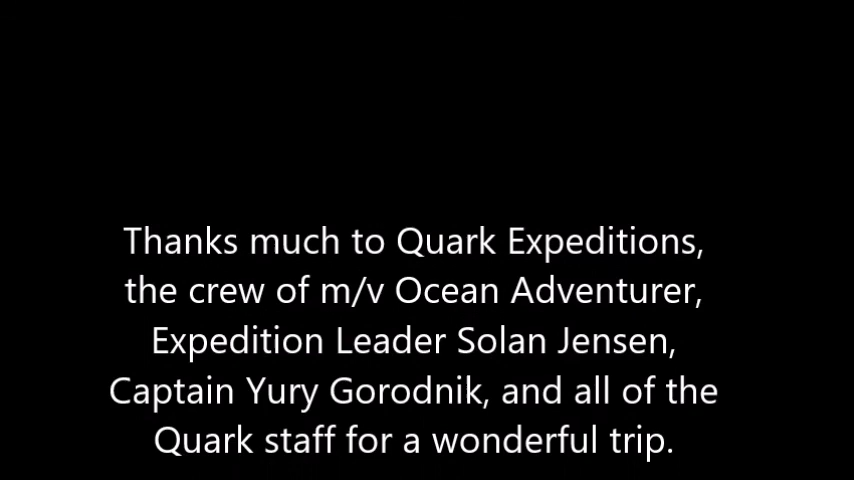 Thanks much to Quark Expeditions,
the crew of m/v Ocean Adventurer,
Expedition Leader Solan Jensen,
Captain Yury Gorodnik, and all of the
Quark staff for a wonderful trip.